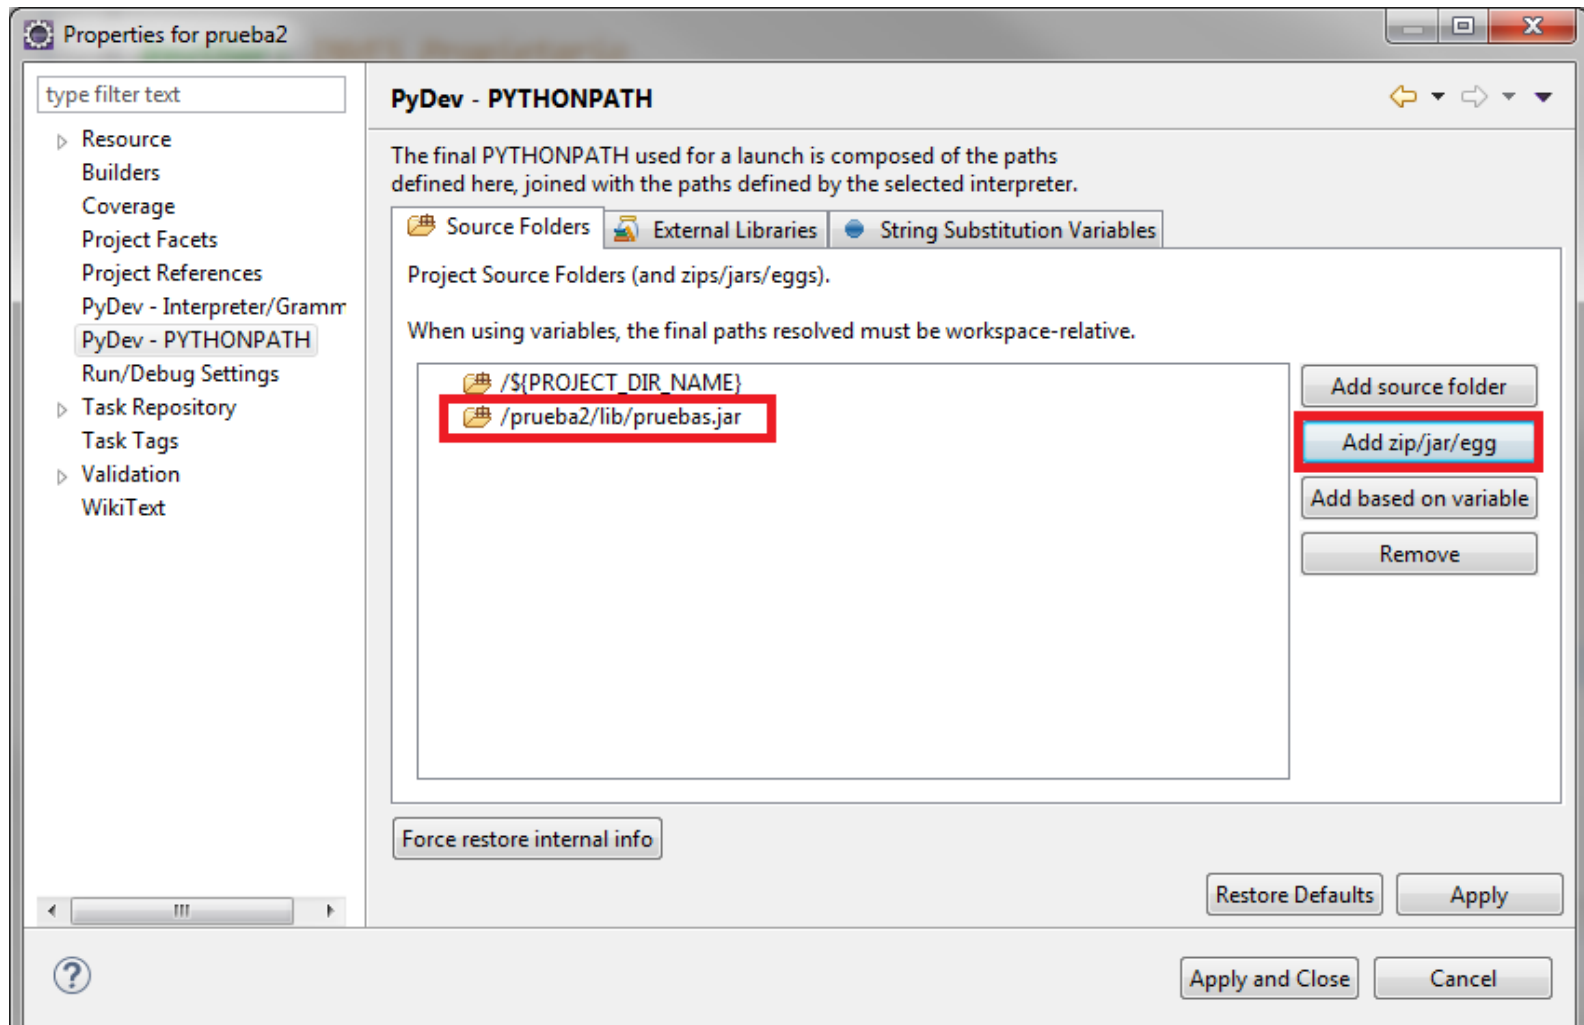 Properties for prueba2
type filter text
Resource
Builders
Coverage
Project Facets
Project References
PyDev - Interpreter/Gramm
PyDev - PYTHONPATH
Run/Debug Settings
Task Repository
Task Tags
Validation
WikiText
PyDev - PYTHONPATH
The final PYTHONPATH used for a launch is composed of the paths
defined here, joined with the paths defined by the selected interpreter.
Source Folders
External Libraries
String Substitution Variables
Project Source Folders (and zips/jars/eggs).
When using variables, the final paths resolved must be workspace-relative.
/${PROJECT_DIR_NAME}
/prueba2/lib/pruebas.jar
Add source folder
Add zip/jar/egg
Add based on variable
Remove
Force restore internal info
Restore Defaults
Apply
Apply and Close
Cancel